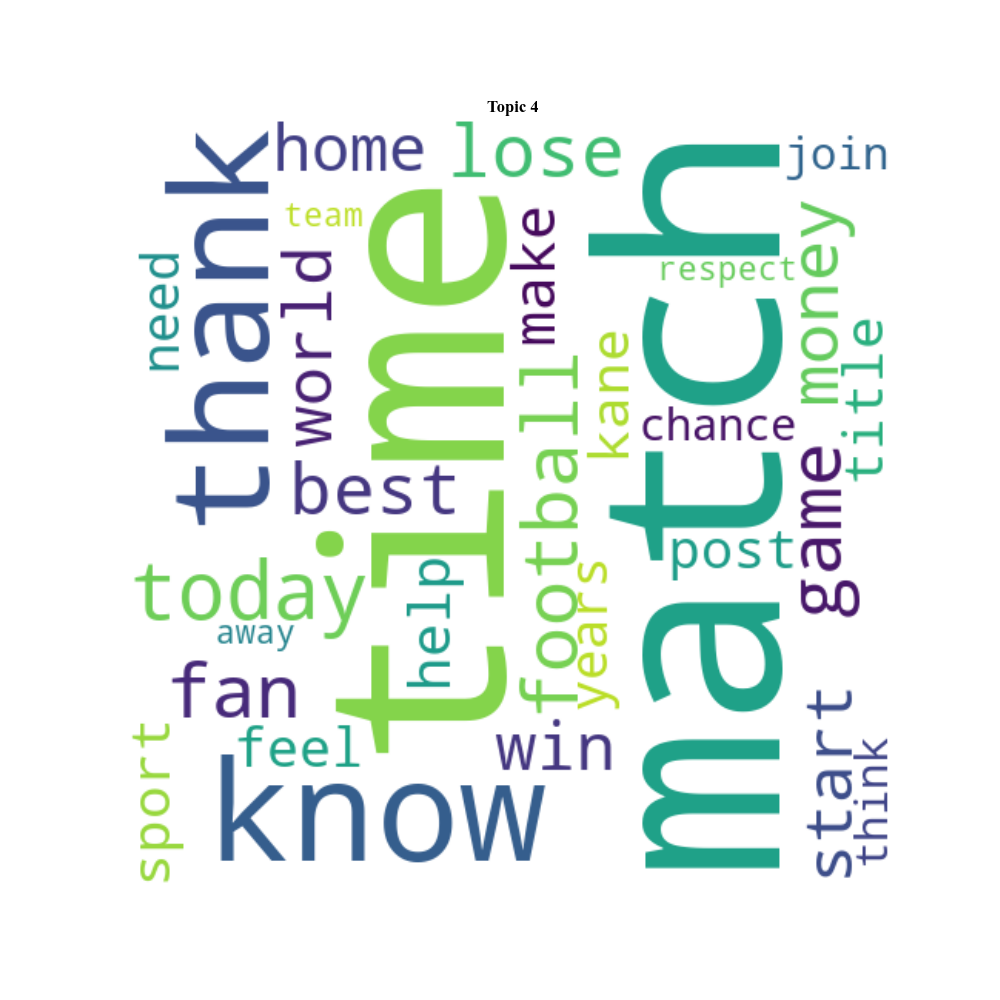 Topic 4
thank
home
lose
join
time
match
team
make
money
respect
need
world
title
kane
football
chance
best
game
post
today
help
years
away
fan
start
feel
win
think
sport
know